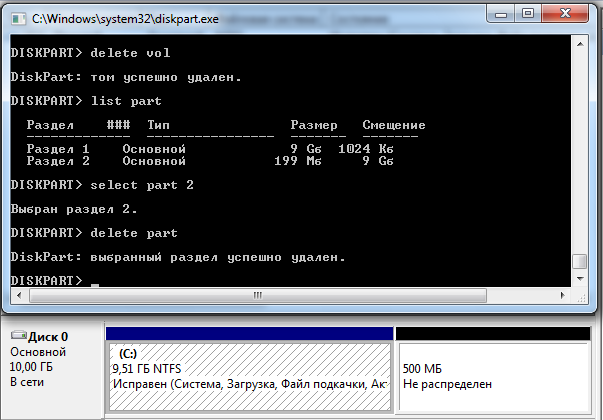 C:\Windows\system32\diskpart.exe
DISKPART> delete vol
DiskPart: том успешно удален.
DISKPART> list part
Раздел    ###  Тип                Размер   Смещение
-------------  ----------------  -------  -------
Раздел 1    Основной                9 Gб  1024 Kб
Раздел 2    Основной              199 Mб     9 Gб
DISKPART> select part 2
Выбран раздел 2.
DISKPART> delete part
DiskPart: выбранный раздел успешно удален.
DISKPART> _
Диск 0
Основной
10,00 ГБ
В сети
(C:)
9,51 ГБ NTFS
Исправен (Система, Загрузка, Файл подкачки, Ак
500 МБ
Не распределен